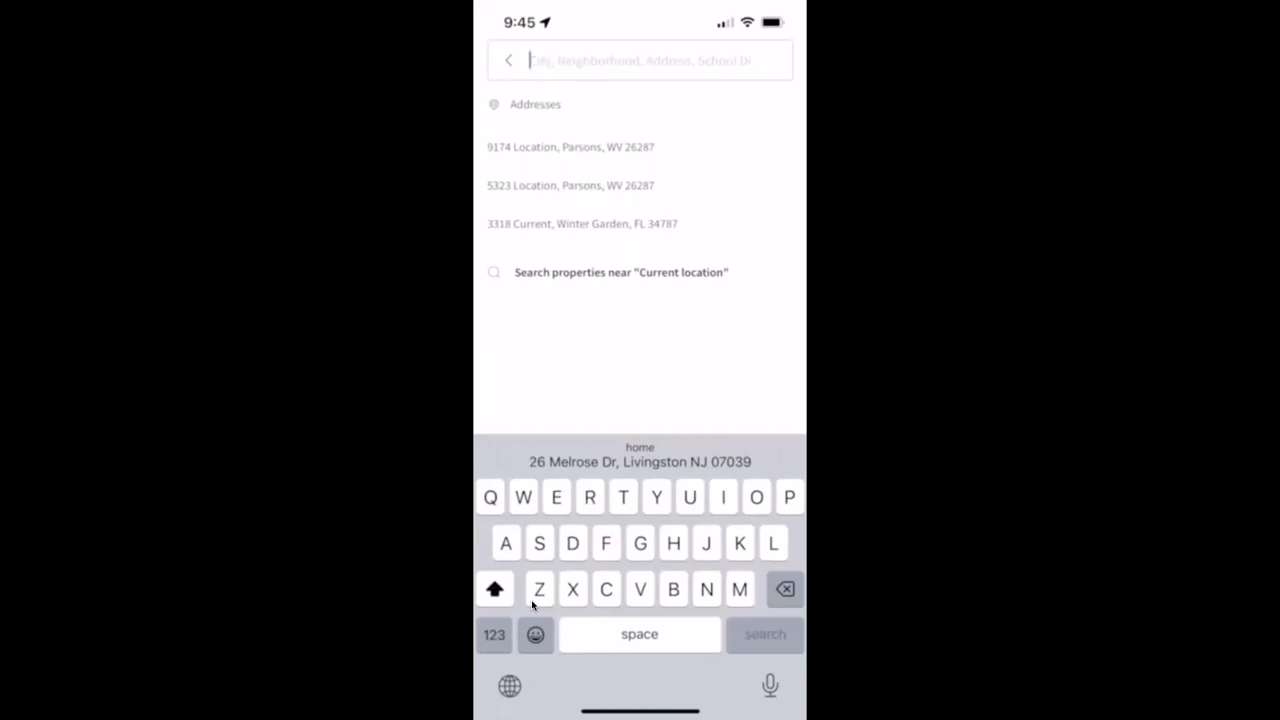 9:45
City, Neighborhood, Address, School Di
Addresses
9174 Location, Parsons, WV 26287
5323 Location, Parsons, WV 26287
3318 Current, Winter Garden, FL 34787
Search properties near "Current location"
home
26 Melrose Dr, Livingston NJ 07039
Q W E R T Y U I O P
A S D F G H J K L
Z X C V B N M
123 space search